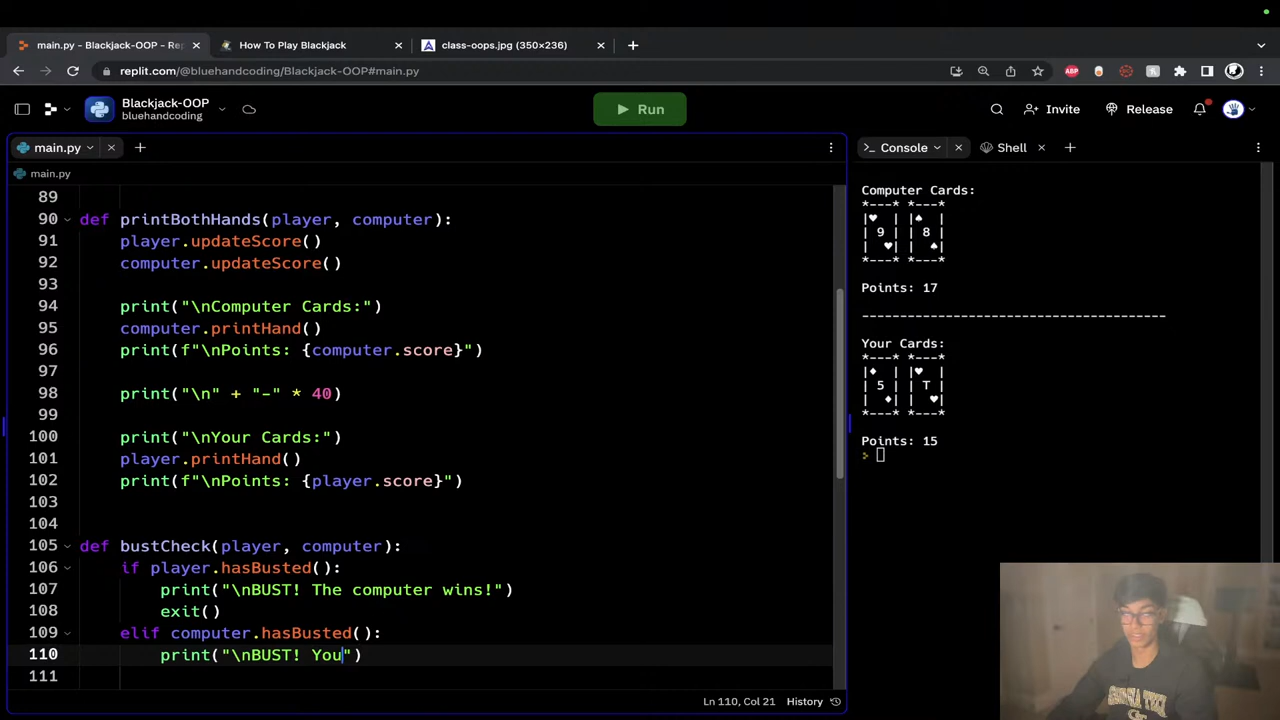 main.py - Blackjack-OOP - Rep
How To Play Blackjack
class-oops.jpg (350×236)
replit.com/@bluehandcoding/Blackjack-OOP#main.py
ABP
Blackjack-OOP
bluehandcoding
Run
Invite
Release
main.py
main.py
Console
Shell
89
90 def printBothHands(player, computer):
91 player.updateScore()
92 computer.updateScore()
93
94 print("\nComputer Cards:")
95 computer.printHand()
96 print(f"\nPoints: {computer.score}")
97
98 print("\n" + "-" * 40)
99
100 print("\nYour Cards:")
101 player.printHand()
102 print(f"\nPoints: {player.score}")
103
104
105 def bustCheck(player, computer):
106 if player.hasBusted():
107 print("\nBUST! The computer wins!")
108 exit()
109 elif computer.hasBusted():
110 print("\nBUST! You")
111
Ln 110, Col 21
History
Computer Cards:
*---* *---*
|♥  | |♠  |
| 9 | | 8 |
|  ♥| |  ♠|
*---* *---*
Points: 17
----------------------------------------
Your Cards:
*---* *---*
|♦  | |♥  |
| 5 | | T |
|  ♦| |  ♥|
*---* *---*
Points: 15
>